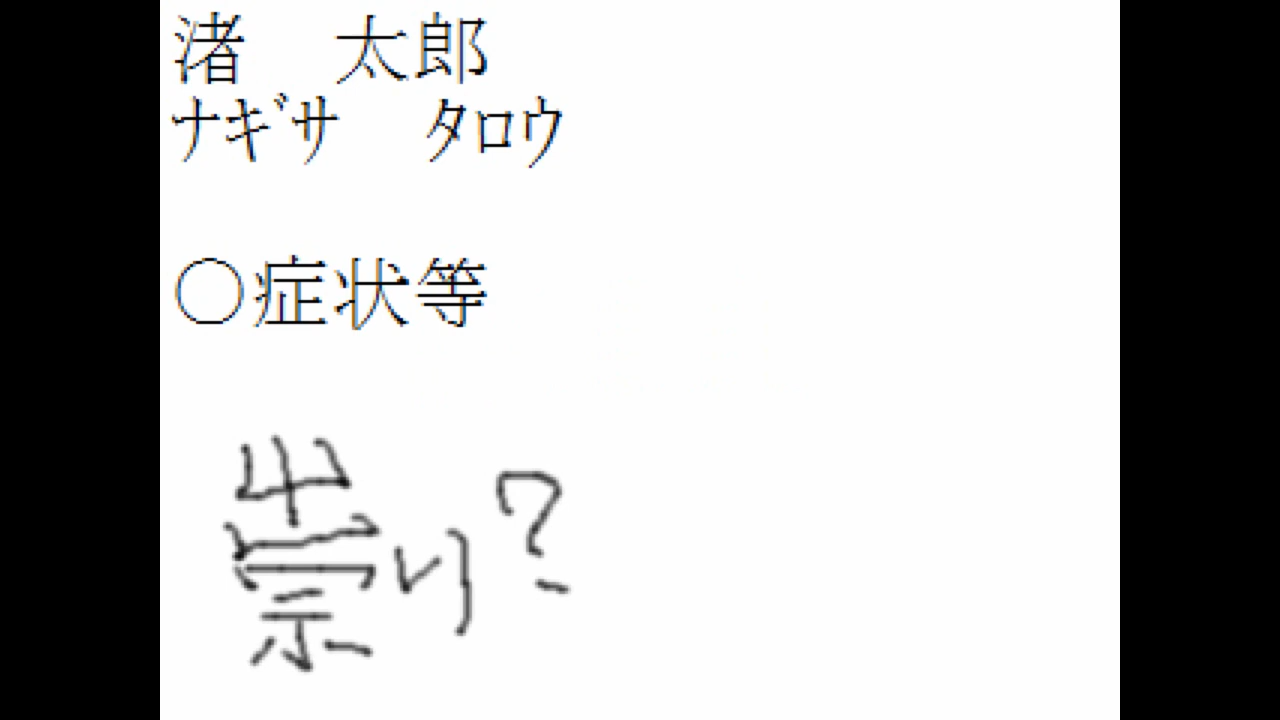 渚　太郎
ﾅｷﾞｻ　ﾀﾛｳ
○症状等
祟り？